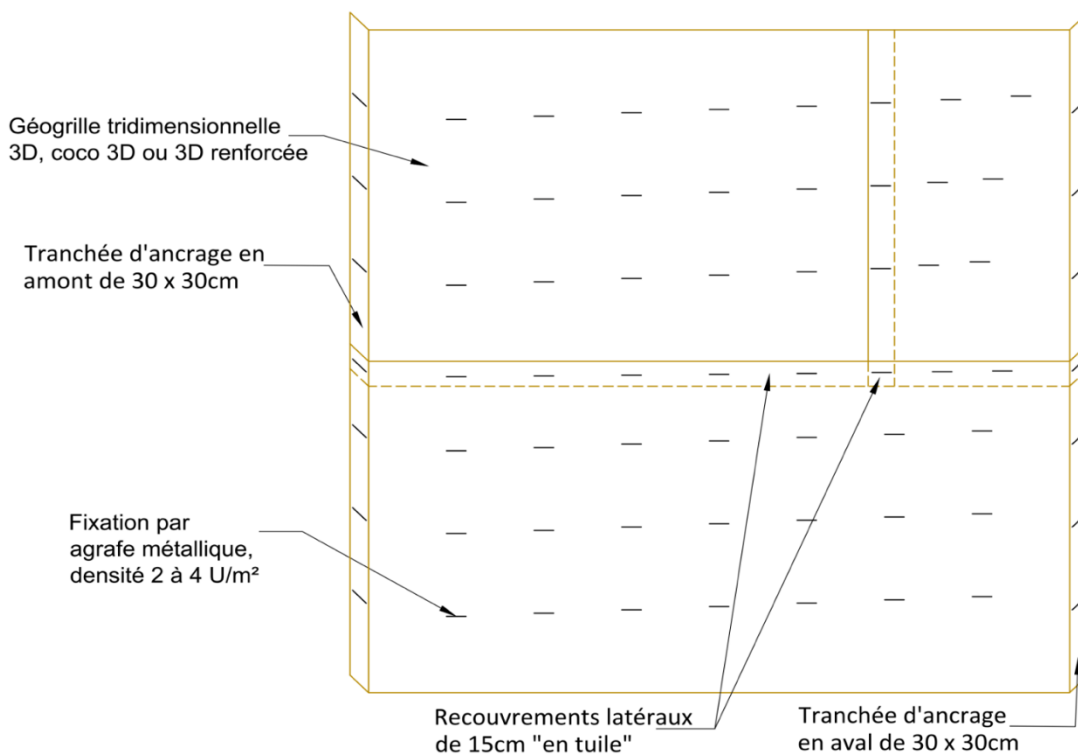 Géogrille tridimensionnelle
3D, coco 3D ou 3D renforcée
Tranchée d'ancrage en
amont de 30 x 30cm
Fixation par
agrafe métallique,
densité 2 à 4 U/m²
Recouvrements latéraux
de 15cm "en tuile"
Tranchée d'ancrage
en aval de 30 x 30cm